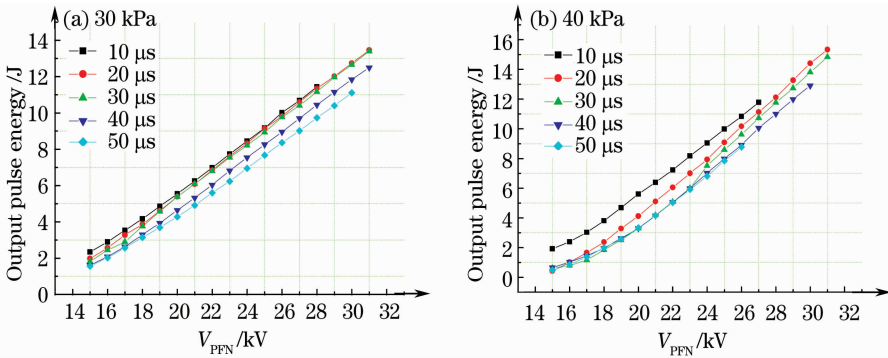 (a) 30 kPa
10 μs
20 μs
30 μs
40 μs
50 μs
Output pulse energy /J
14
12
10
8
6
4
2
0
14 16 18 20 22 24 26 28 30 32
V_PFN /kV
(b) 40 kPa
10 μs
20 μs
30 μs
40 μs
50 μs
Output pulse energy /J
16
14
12
10
8
6
4
2
0
14 16 18 20 22 24 26 28 30 32
V_PFN /kV